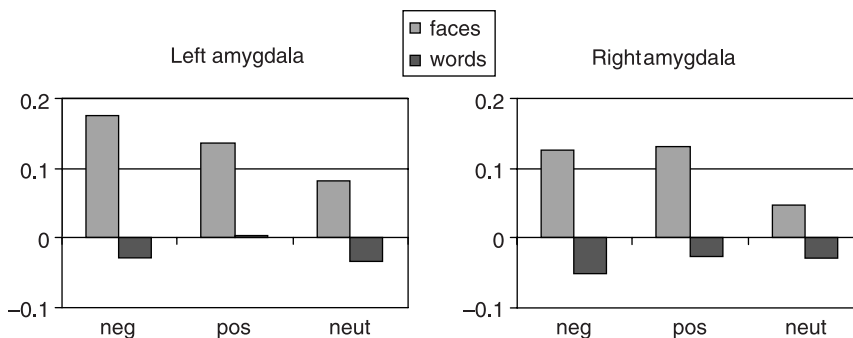 faces
words
Left amygdala
Rightamygdala
0.2
0.1
0
–0.1
neg pos neut
0.2
0.1
0
–0.1
neg pos neut